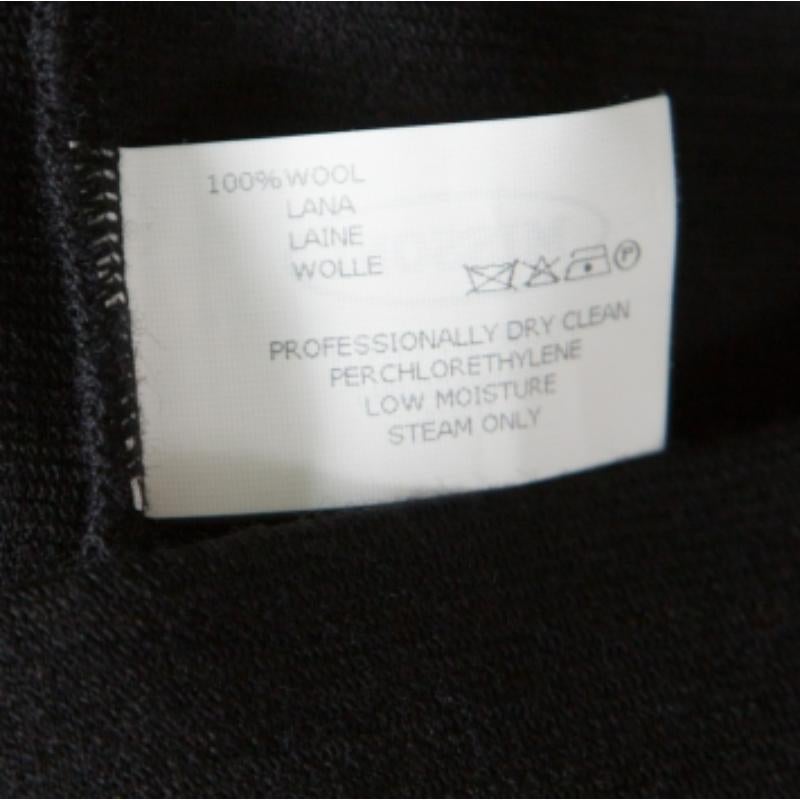 100% WOOL
LANA
LAINE
WOLLE
P
PROFESSIONALLY DRY CLEAN
PERCHLORETHYLENE
LOW MOISTURE
STEAM ONLY